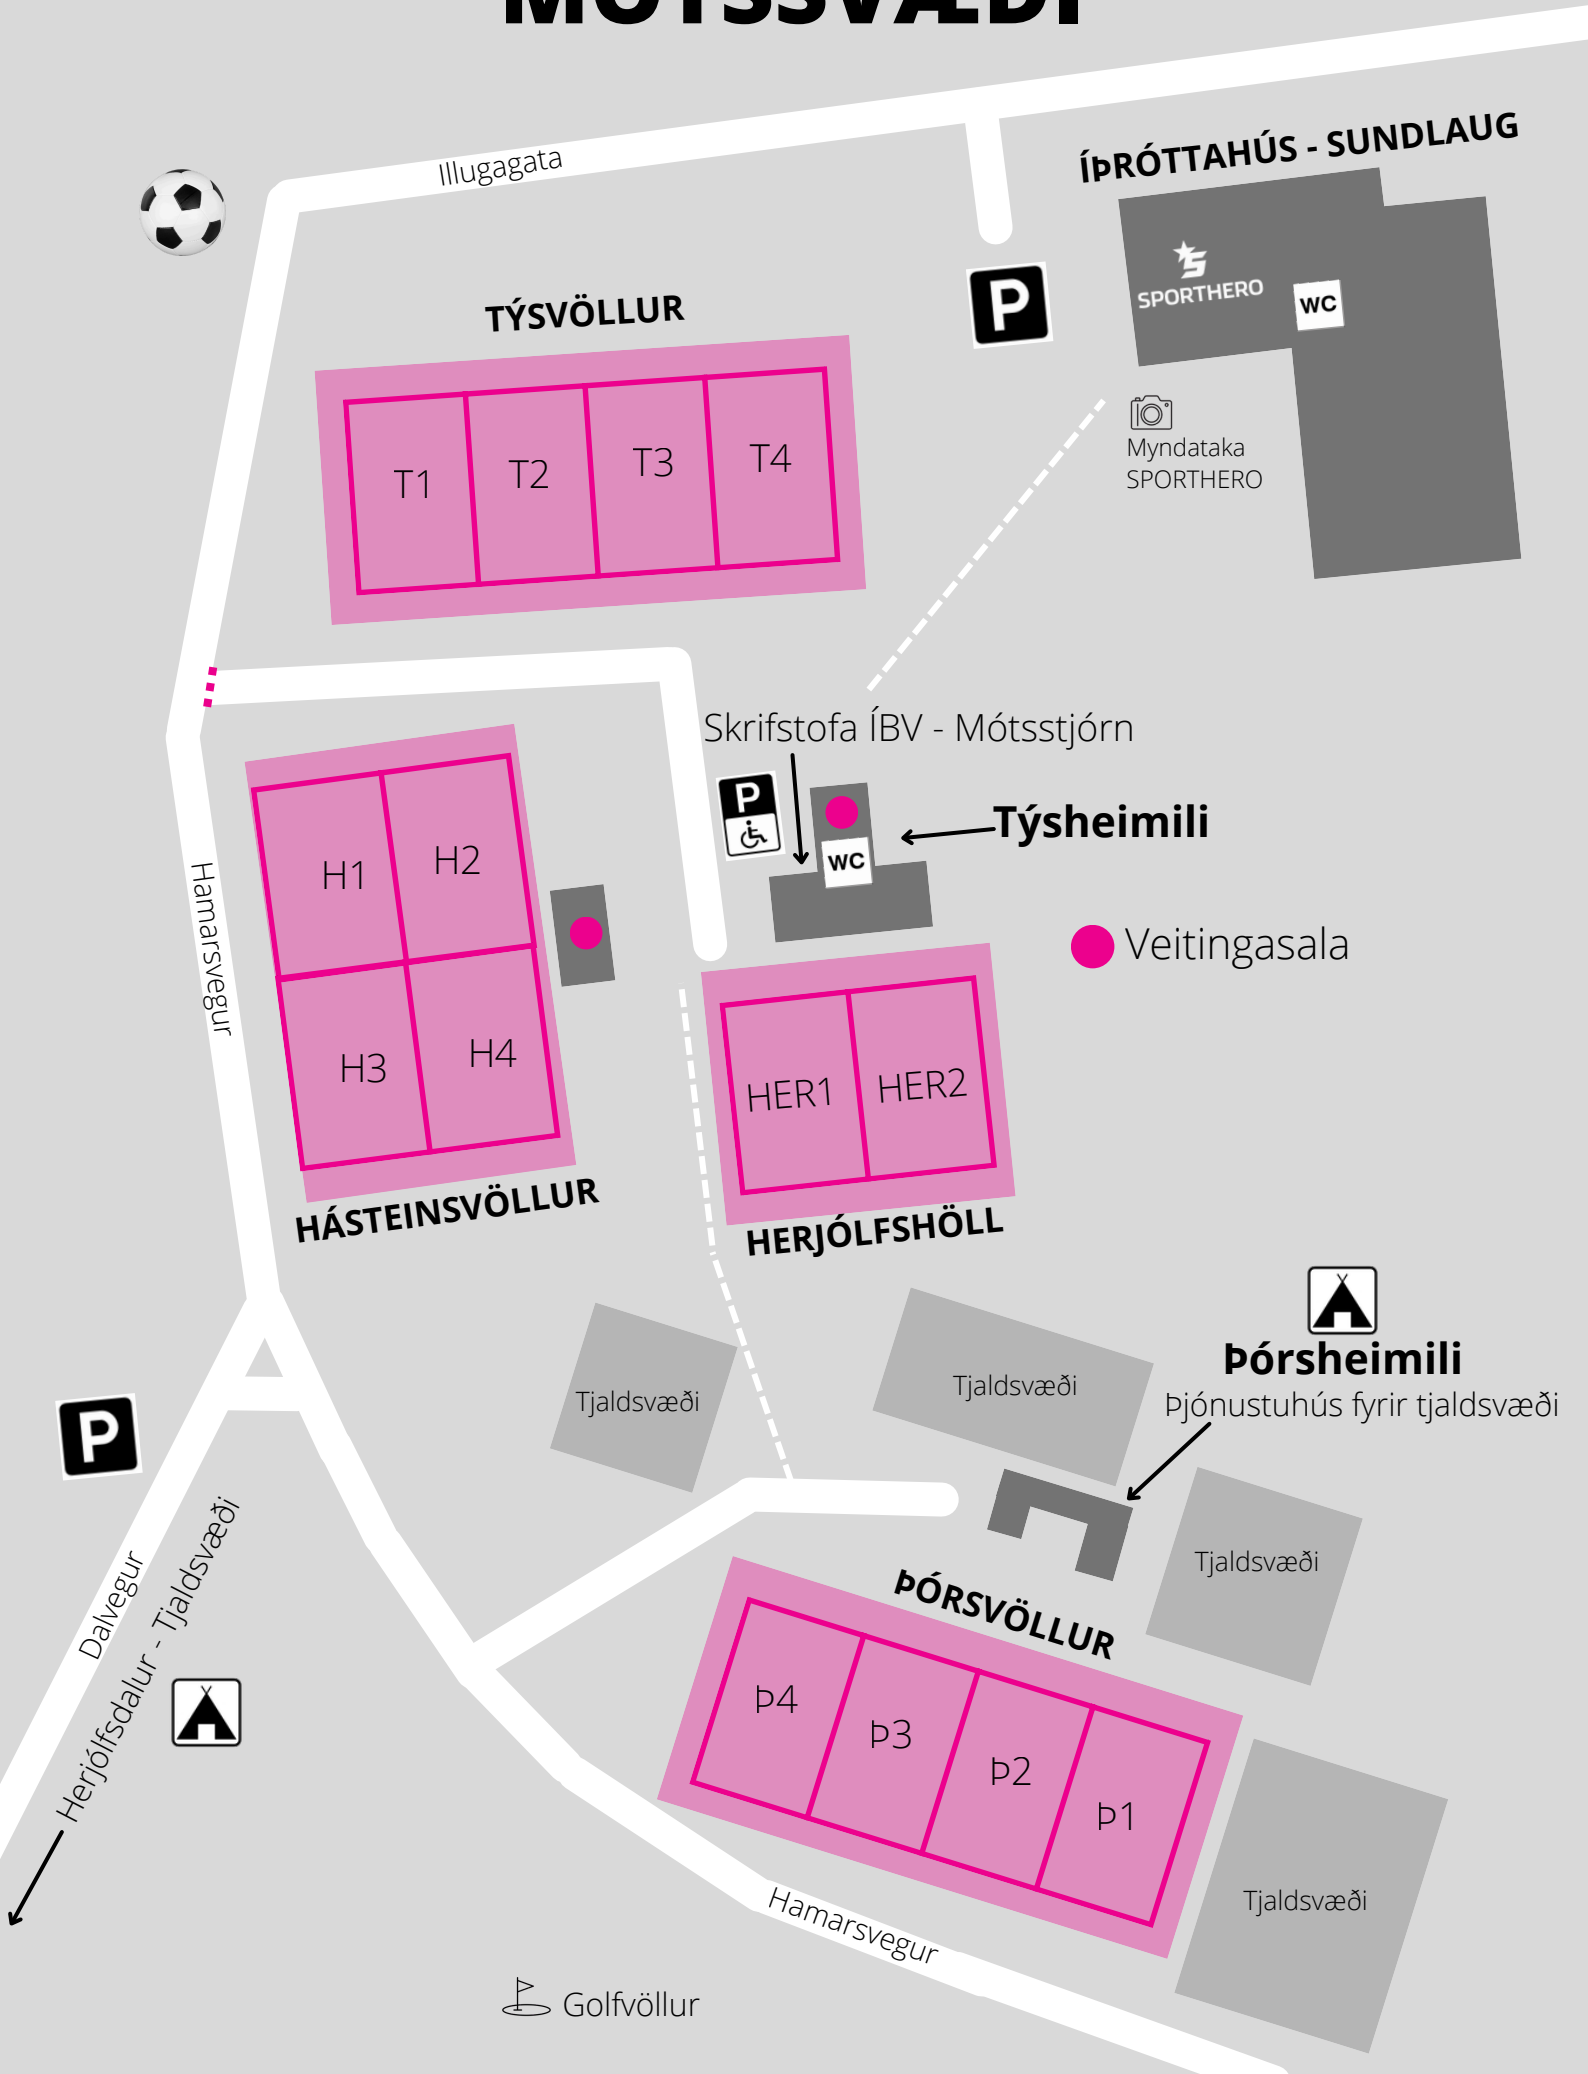 MÓTSSVÆÐI
Illugagata
ÍÞRÓTTAHÚS - SUNDLAUG
SPORTHERO
WC
P
TÝSVÖLLUR
T1
T2
T3
T4
Myndataka
SPORTHERO
Skrifstofa ÍBV - Mótsstjórn
P
Týsheimili
WC
Veitingasala
H1
H2
H3
H4
Hamarsvegur
HÁSTEINSVÖLLUR
HER1
HER2
HERJÓLFSHÖLL
Tjaldsvæði
Tjaldsvæði
Þórsheimili
Þjónustuhús fyrir tjaldsvæði
P
Tjaldsvæði
Dalvegur
Herjólfsdalur - Tjaldsvæði
ÞÓRSVÖLLUR
Þ4
Þ3
Þ2
Þ1
Tjaldsvæði
Hamarsvegur
Golfvöllur